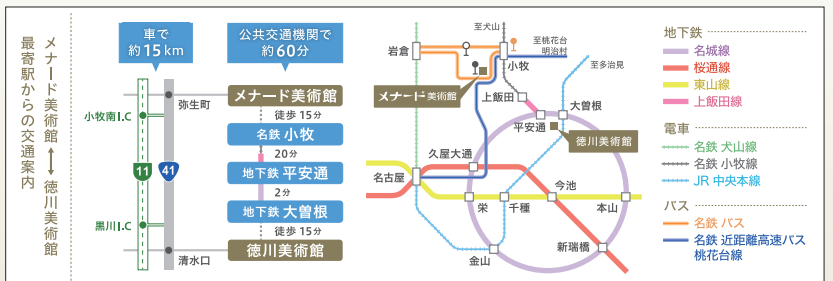 メナード美術館 ⟷ 徳川美術館
最寄駅からの交通案内
車で
約15km
公共交通機関で
約60分
弥生町
小牧南I.C
11
41
黒川I.C
清水口
メナード美術館
徒歩 15分
名鉄 小牧
20分
地下鉄 平安通
2分
地下鉄 大曽根
徒歩 15分
徳川美術館
至犬山
岩倉
至桃花台
明治村
小牧
至多治見
メナード美術館
上飯田
大曽根
平安通
徳川美術館
久屋大通
名古屋
今池
栄
千種
本山
新瑞橋
金山
地下鉄
名城線
桜通線
東山線
上飯田線
電車
名鉄 犬山線
名鉄 小牧線
JR 中央本線
バス
名鉄 バス
名鉄 近距離高速バス
桃花台線